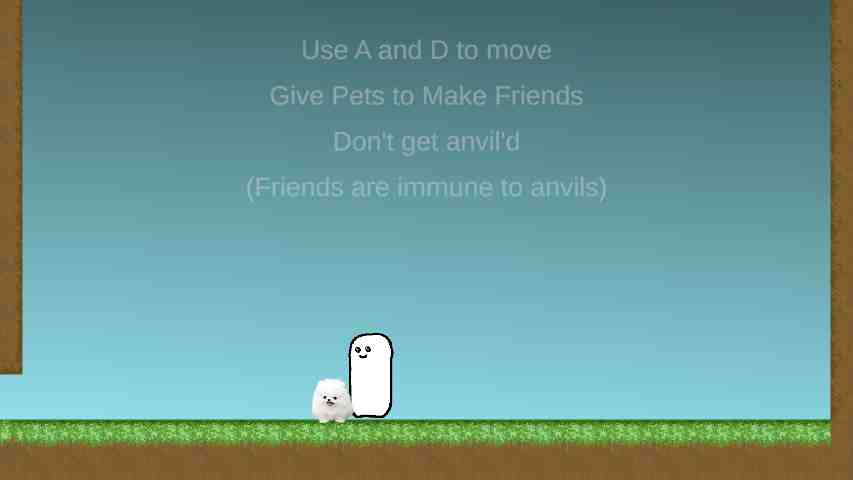 Use A and D to move
Give Pets to Make Friends
Don't get anvil'd
(Friends are immune to anvils)